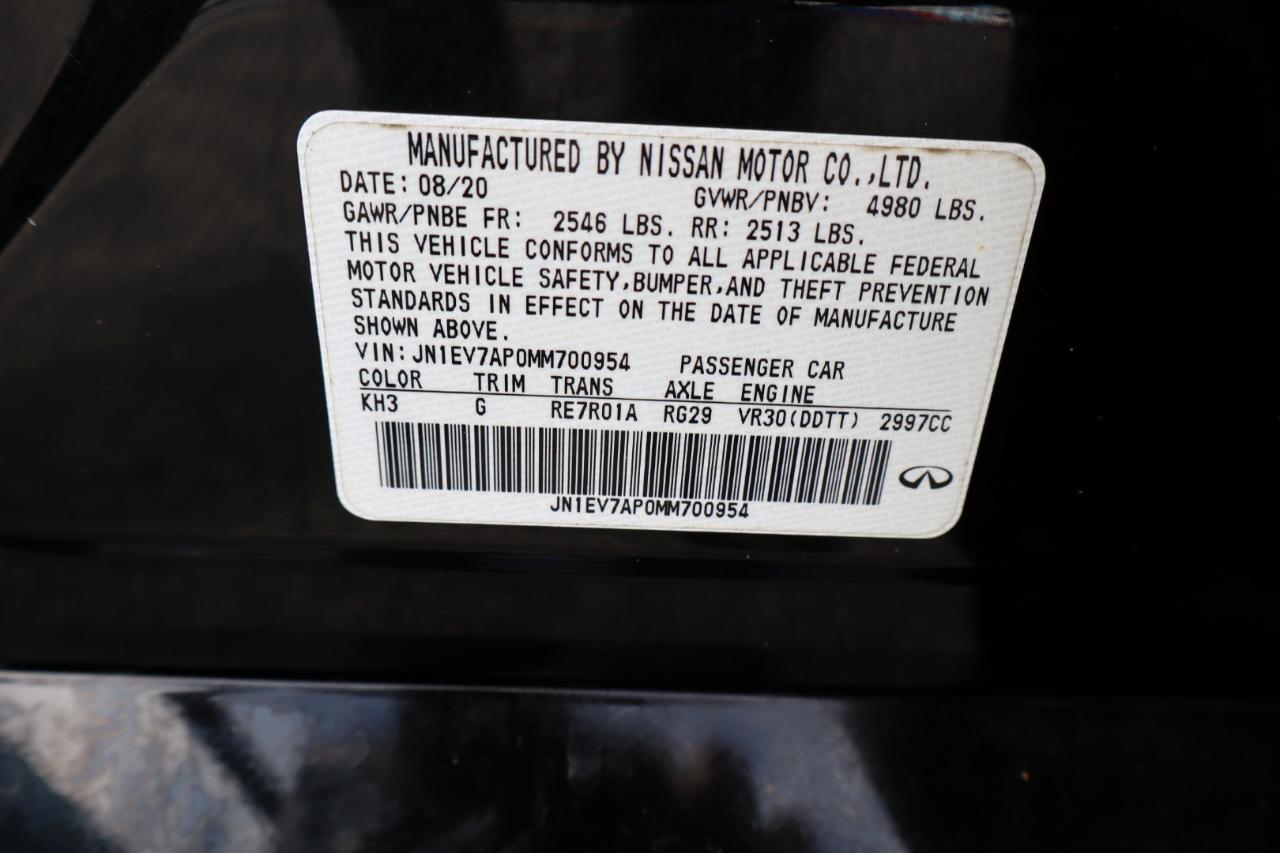 MANUFACTURED BY NISSAN MOTOR CO.,LTD.
DATE: 08/20 GVWR/PNBV: 4980 LBS.
GAWR/PNBE FR: 2546 LBS. RR: 2513 LBS.
THIS VEHICLE CONFORMS TO ALL APPLICABLE FEDERAL
MOTOR VEHICLE SAFETY,BUMPER,AND THEFT PREVENTION
STANDARDS IN EFFECT ON THE DATE OF MANUFACTURE
SHOWN ABOVE.
VIN:JN1EV7AP0MM700954 PASSENGER CAR
COLOR TRIM TRANS AXLE ENGINE
KH3 G RE7R01A RG29 VR30(DDTT) 2997CC
JN1EV7AP0MM700954